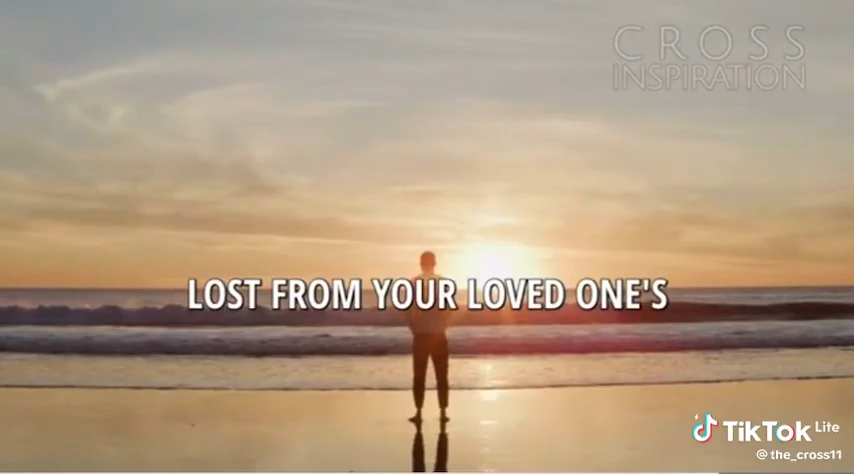 CROSS
INSPIRATION
LOST FROM YOUR LOVED ONE'S
TikTok Lite
@the_cross11